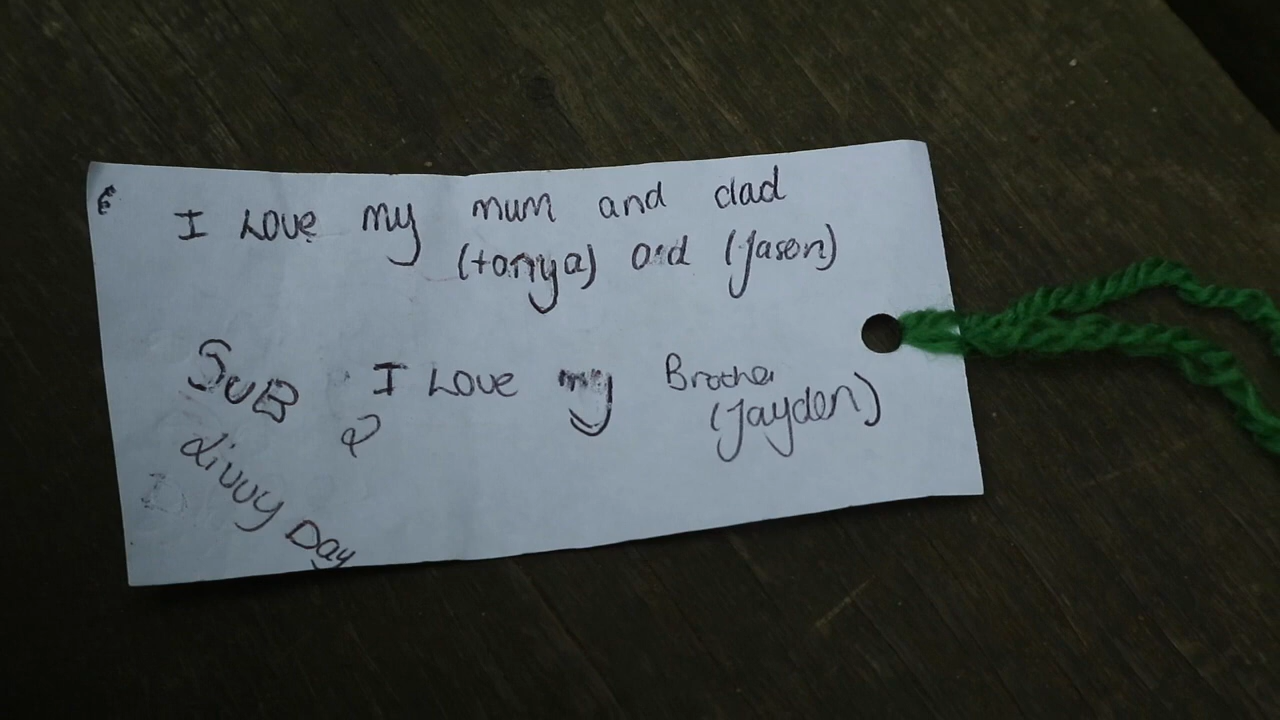 I Love my mum and dad
(tonya) and (Jason)
SUB I Love my Brother
(Jayden)
Livvy Day